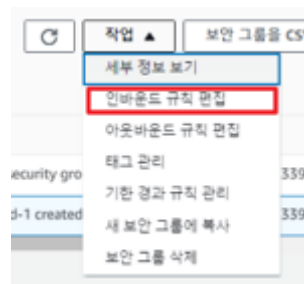 작업 ▲
보안 그룹을 CS
세부 정보 보기
인바운드 규칙 편집
아웃바운드 규칙 편집
태그 관리
ecurity gro
339
기한 경과 규칙 관리
d-1 created
339
새 보안 그룹에 복사
보안 그룹 삭제